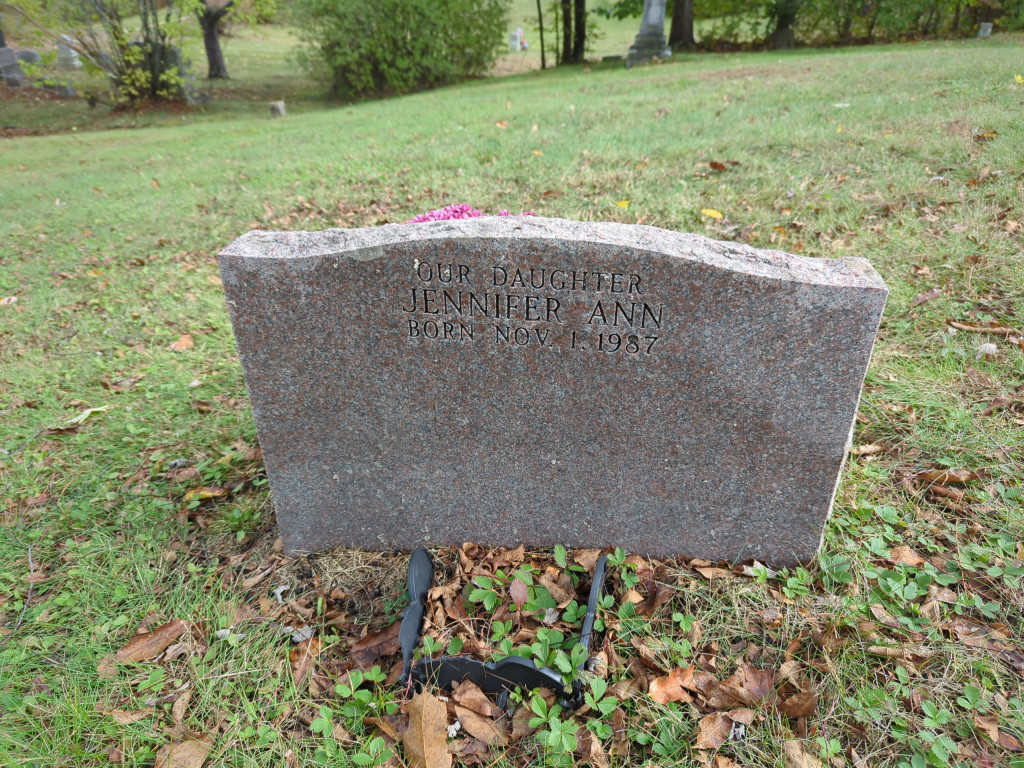 OUR DAUGHTER
JENNIFER ANN
BORN NOV. 1. 1987